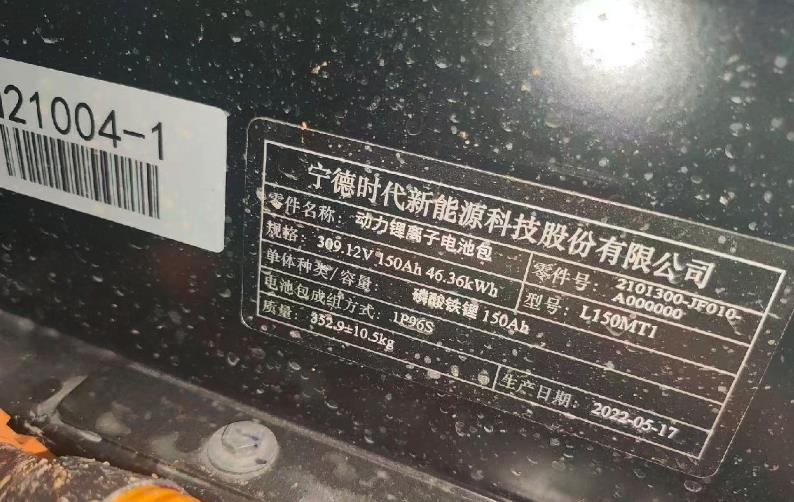 21004-1
宁德时代新能源科技股份有限公司
零件名称：动力锂离子电池包
零件号：2101300-JF010-
A000000
规格：309.12V 150Ah 46.36kWh
型号：L150MT1
单体种类/容量：磷酸铁锂 150Ah
电池包成组方式：1P96S
质量：352.9±10.5kg
生产日期：2022-05-17